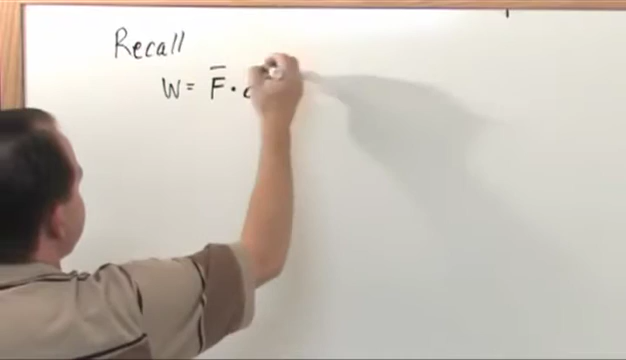 Recall
W = F̅ ·